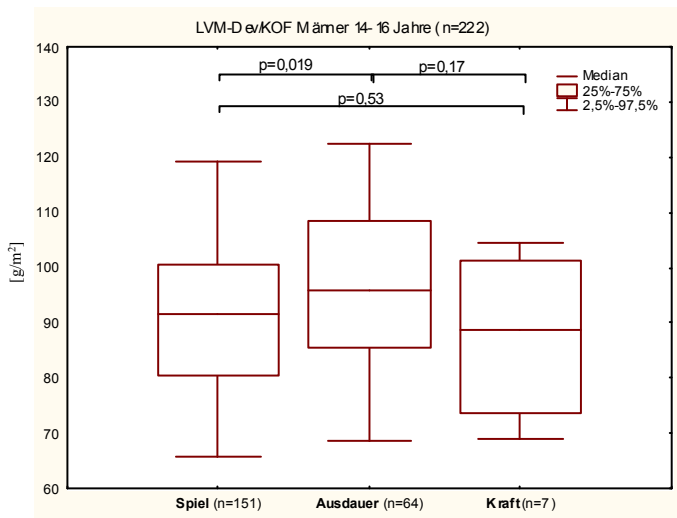 LVM-Dev/KOF Männer 14-16 Jahre (n=222)
140
130
120
110
100
90
80
70
60
[g/m²]
p=0,019
p=0,17
p=0,53
Median
25%-75%
2,5%-97,5%
Spiel (n=151) Ausdauer (n=64) Kraft (n=7)